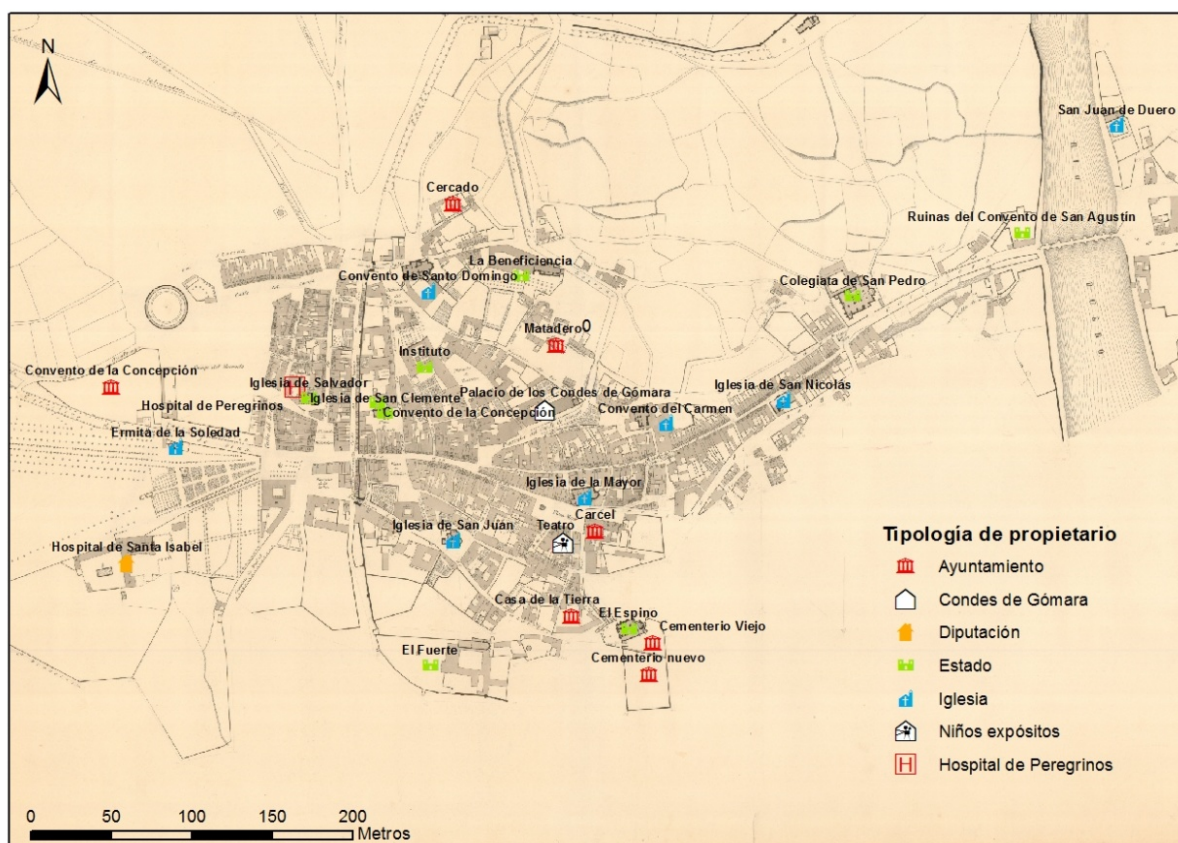 N
San Juan de Duero
Cercado
Ruinas del Convento de San Agustín
La Beneficiencia
Convento de Santo Domingo
Colegiata de San Pedro
Matadero
Instituto
Convento de la Concepción
Iglesia de Salvador
Palacio de los Condes de Gómara
Iglesia de San Nicolás
Hospital de Peregrinos
Iglesia de San Clemente
Convento de la Concepción
Convento del Carmen
Ermita de la Soledad
Iglesia de la Mayor
Carcel
Iglesia de San Juán
Teatro
Hospital de Santa Isabel
Casa de la Tierra
El Espino
Cementerio Viejo
El Fuerte
Cementerio nuevo
Tipología de propietario
Ayuntamiento
Condes de Gómara
Diputación
Estado
Iglesia
Niños expósitos
H Hospital de Peregrinos
0 50 100 150 200
Metros